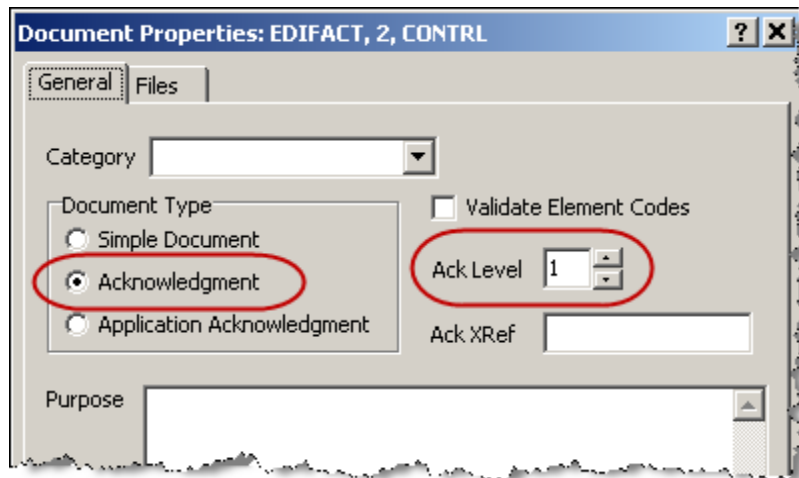 Document Properties: EDIFACT, 2, CONTRL
General Files
Category
Document Type
Validate Element Codes
Simple Document
Acknowledgment
Ack Level 1
Application Acknowledgment
Ack XRef
Purpose